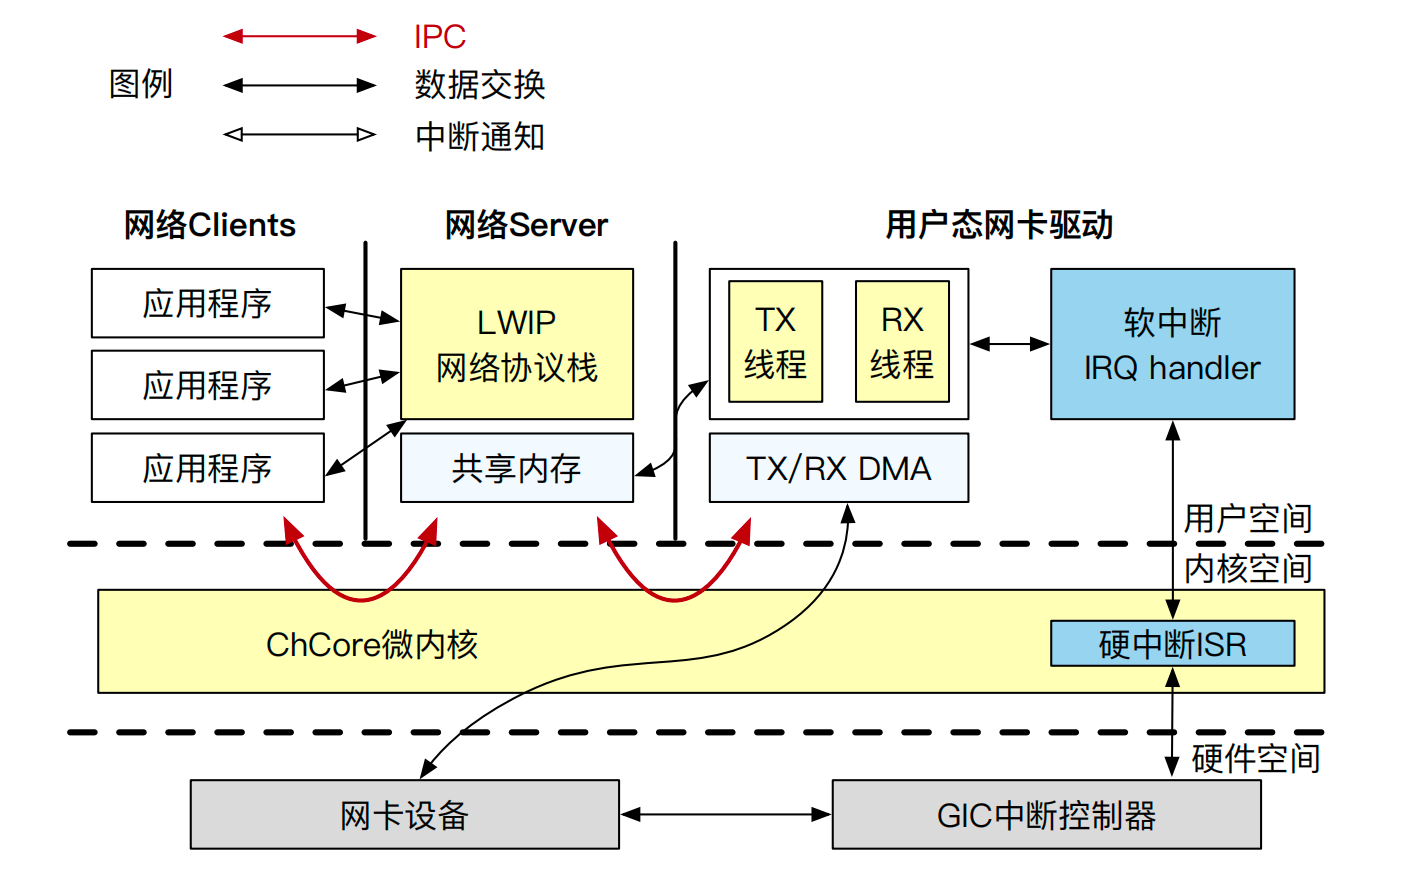 IPC
图例
数据交换
中断通知
网络Clients
网络Server
用户态网卡驱动
应用程序
应用程序
应用程序
LWIP
网络协议栈
共享内存
TX
线程
RX
线程
TX/RX DMA
软中断
IRQ handler
用户空间
内核空间
ChCore微内核
硬中断ISR
硬件空间
网卡设备
GIC中断控制器